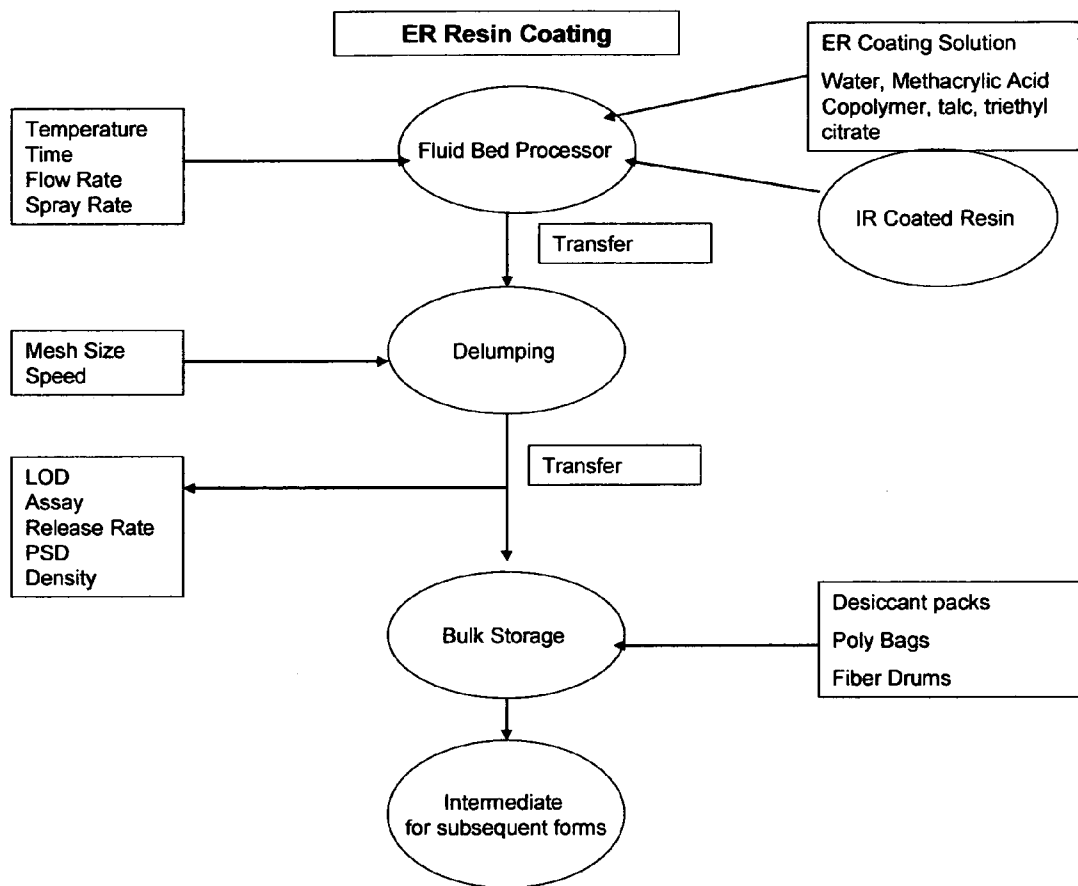 ER Resin Coating
ER Coating Solution
Water, Methacrylic Acid
Copolymer, talc, triethyl
citrate
Temperature
Time
Flow Rate
Spray Rate
Fluid Bed Processor
IR Coated Resin
Transfer
Mesh Size
Speed
Delumping
Transfer
LOD
Assay
Release Rate
PSD
Density
Bulk Storage
Desiccant packs
Poly Bags
Fiber Drums
Intermediate
for subsequent forms